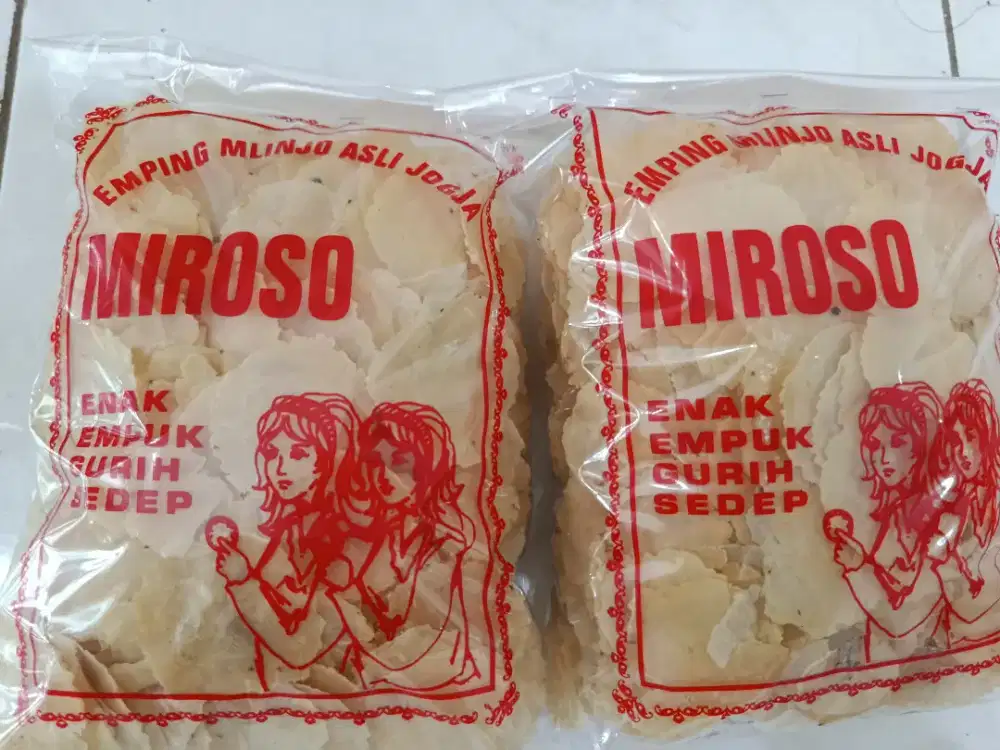 EMPING MLINJO ASLI JOGJA
MIROSO
ENAK
EMPUK
GURIH
SEDEP
EMPING MLINJO ASLI JOGJA
MIROSO
ENAK
EMPUK
GURIH
SEDEP